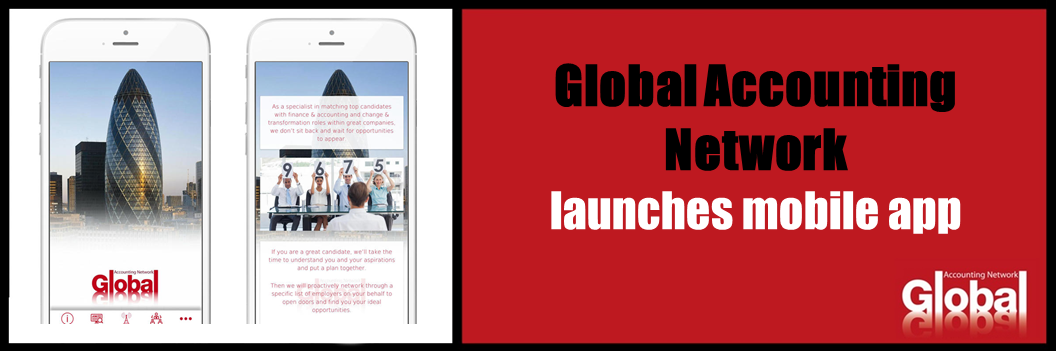 Accounting Network
Global
As a specialist in matching top candidates
with finance & accounting and change &
transformation roles within great companies,
we don't sit back and wait for opportunities
to appear
9 6 7 5
If you are a great candidate, we'll take the
time to understand you and your aspirations
and put a plan together.
Then we will proactively network through a
specific list of employers on your behalf to
open doors and find you your ideal
opportunities.
Global Accounting
Network
launches mobile app
Accounting Network
Global